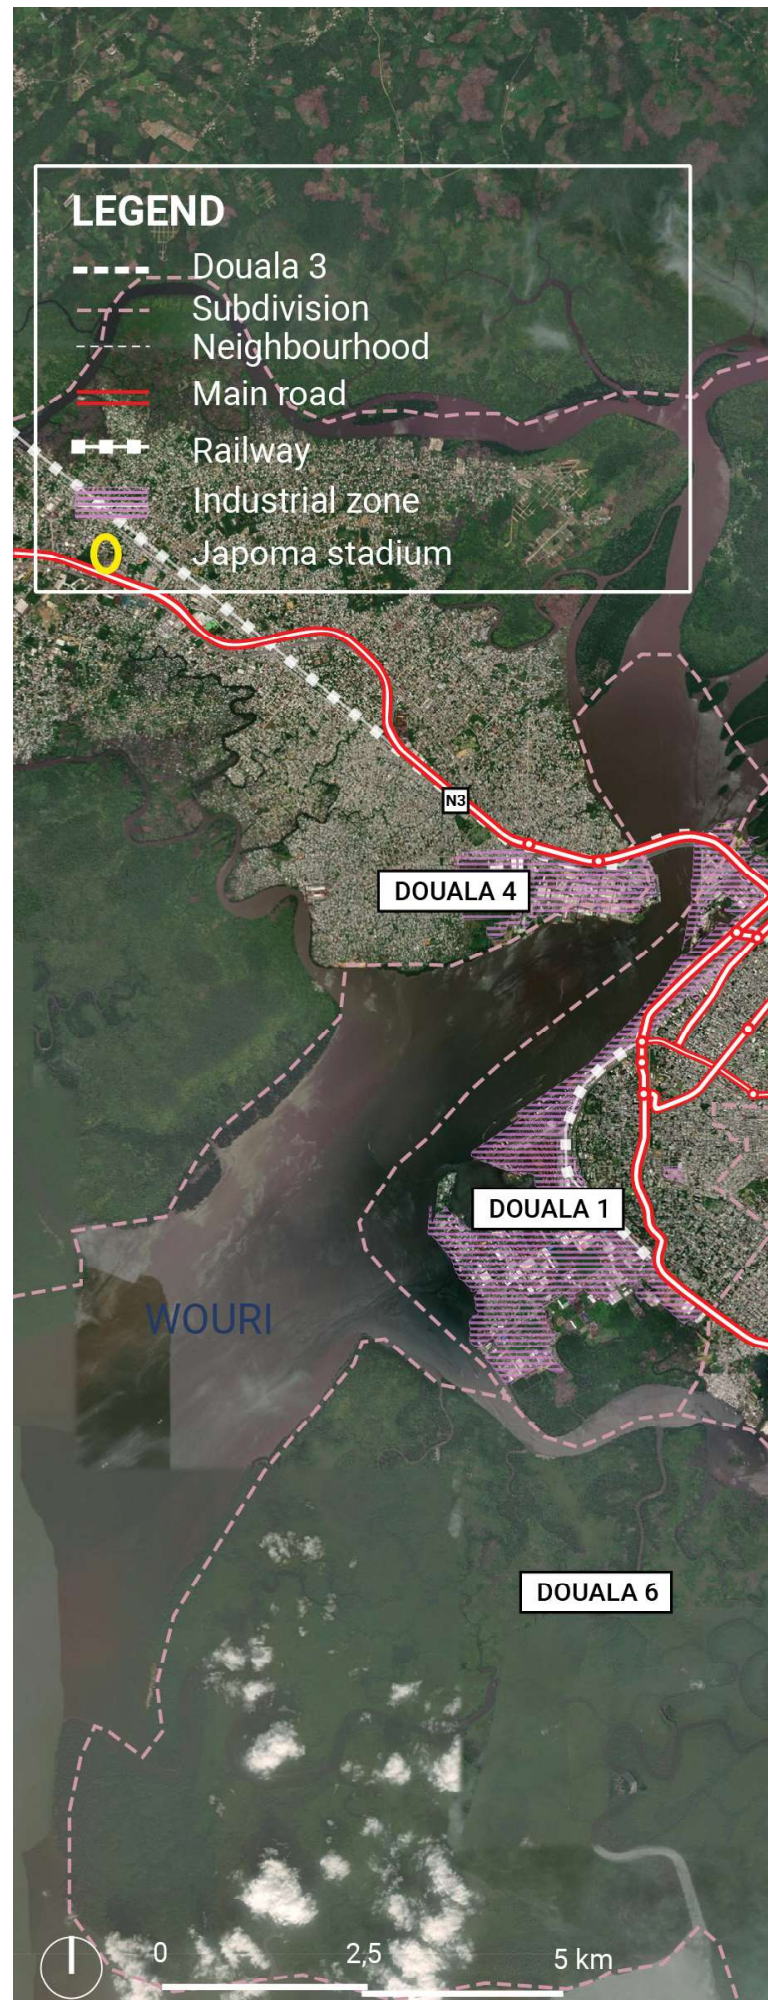 LEGEND
Douala 3
Subdivision
Neighbourhood
Main road
Railway
Industrial zone
Japoma stadium
N3
DOUALA 4
DOUALA 1
WOURI
DOUALA 6
0 2,5 5 km